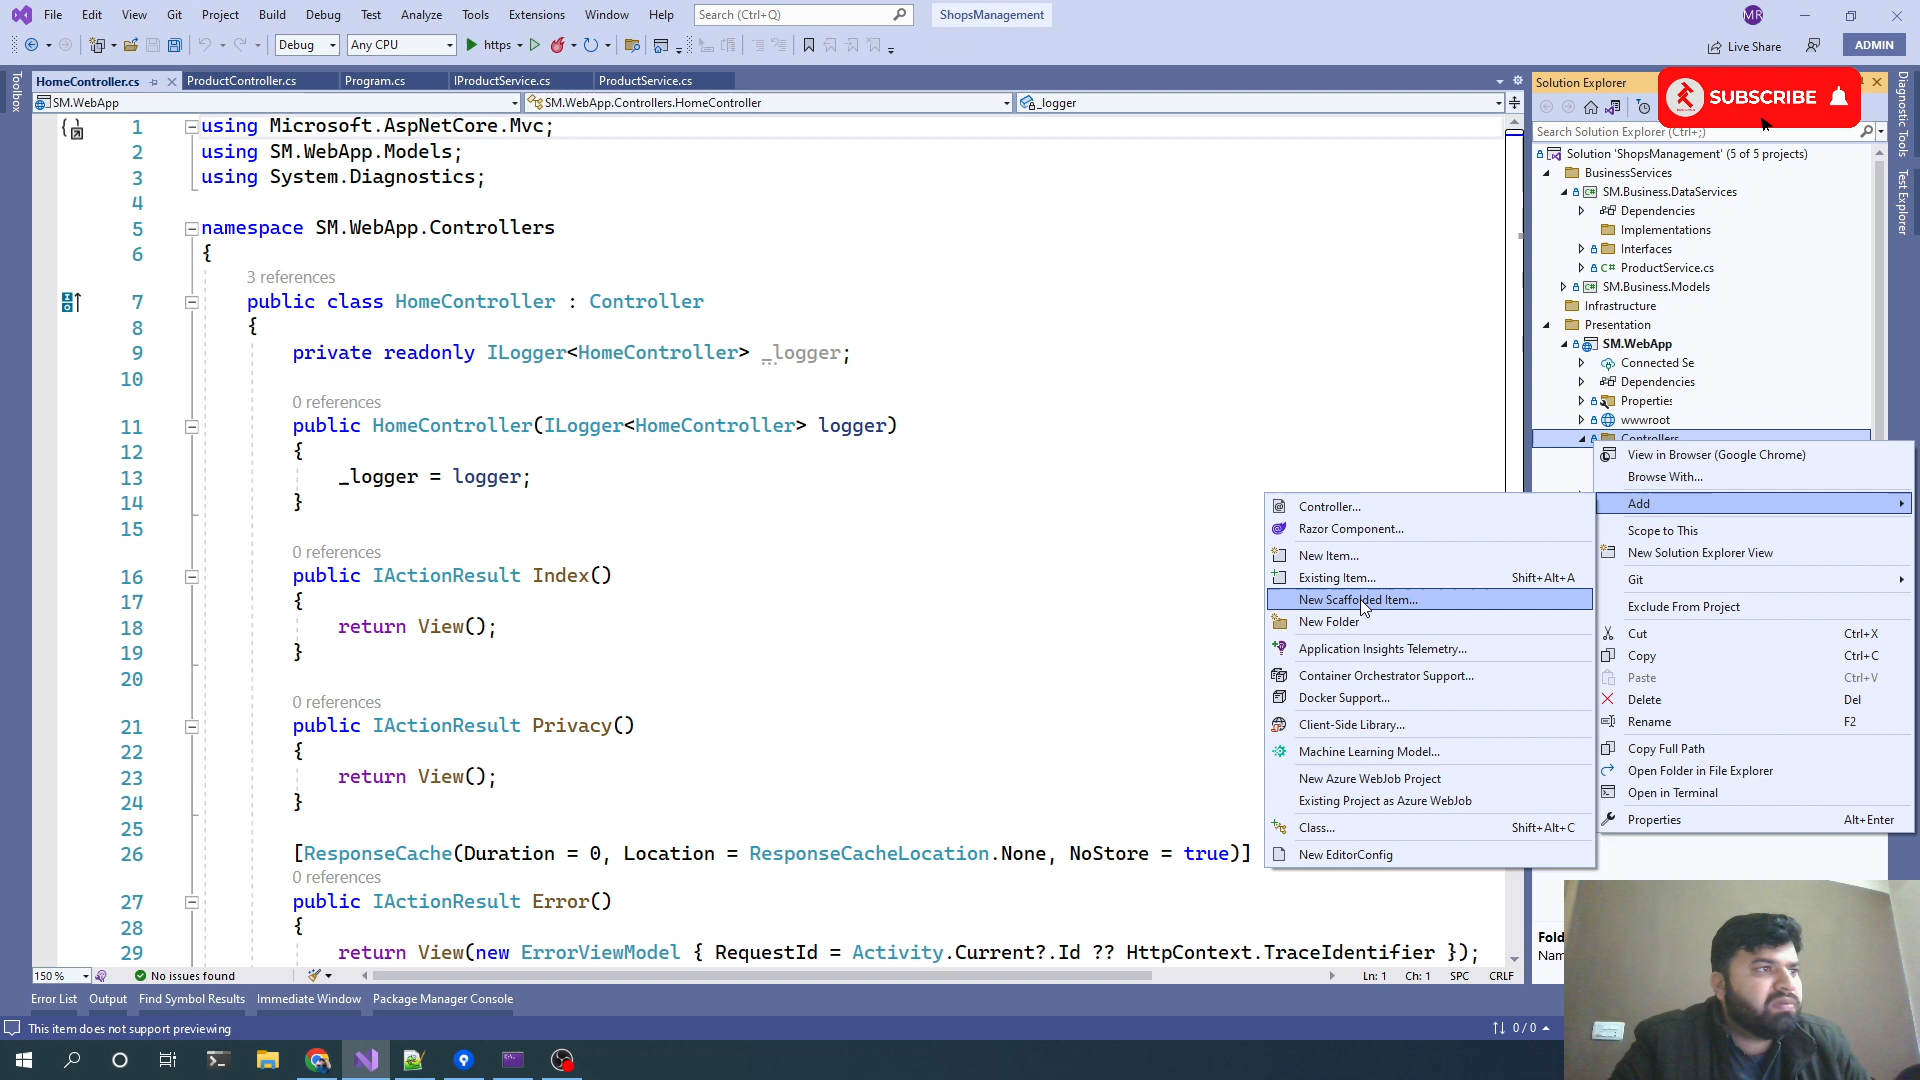 File Edit View Git Project Build Debug Test Analyze Tools Extensions Window Help Search (Ctrl+Q) ShopsManagement MR
Debug Any CPU https Live Share ADMIN
Toolbox
HomeController.cs ProductController.cs Program.cs IProductService.cs ProductService.cs
SM.WebApp SM.WebApp.Controllers.HomeController _logger
1 using Microsoft.AspNetCore.Mvc;
2 using SM.WebApp.Models;
3 using System.Diagnostics;
4
5 namespace SM.WebApp.Controllers
6 {
3 references
7 public class HomeController : Controller
8 {
9 private readonly ILogger<HomeController> _logger;
10
0 references
11 public HomeController(ILogger<HomeController> logger)
12 {
13 _logger = logger;
14 }
15
0 references
16 public IActionResult Index()
17 {
18 return View();
19 }
20
0 references
21 public IActionResult Privacy()
22 {
23 return View();
24 }
25
26 [ResponseCache(Duration = 0, Location = ResponseCacheLocation.None, NoStore = true)]
0 references
27 public IActionResult Error()
28 {
29 return View(new ErrorViewModel { RequestId = Activity.Current?.Id ?? HttpContext.TraceIdentifier });
150 % No issues found Ln: 1 Ch: 1 SPC CRLF
Error List Output Find Symbol Results Immediate Window Package Manager Console
This item does not support previewing 0 / 0
Solution Explorer
SUBSCRIBE
Search Solution Explorer (Ctrl+;)
Solution 'ShopsManagement' (5 of 5 projects)
BusinessServices
SM.Business.DataServices
Dependencies
Implementations
Interfaces
C# ProductService.cs
SM.Business.Models
Infrastructure
Presentation
SM.WebApp
Connected Se
Dependencies
Properties
wwwroot
Controllers
View in Browser (Google Chrome)
Browse With...
Add
Scope to This
New Solution Explorer View
Git
Exclude From Project
Cut Ctrl+X
Copy Ctrl+C
Paste Ctrl+V
Delete Del
Rename F2
Copy Full Path
Open Folder in File Explorer
Open in Terminal
Properties Alt+Enter
Controller...
Razor Component...
New Item...
Existing Item... Shift+Alt+A
New Scaffolded Item...
New Folder
Application Insights Telemetry...
Container Orchestrator Support...
Docker Support...
Client-Side Library...
Machine Learning Model...
New Azure WebJob Project
Existing Project as Azure WebJob
Class... Shift+Alt+C
New EditorConfig
Diagnostic Tools
Test Explorer